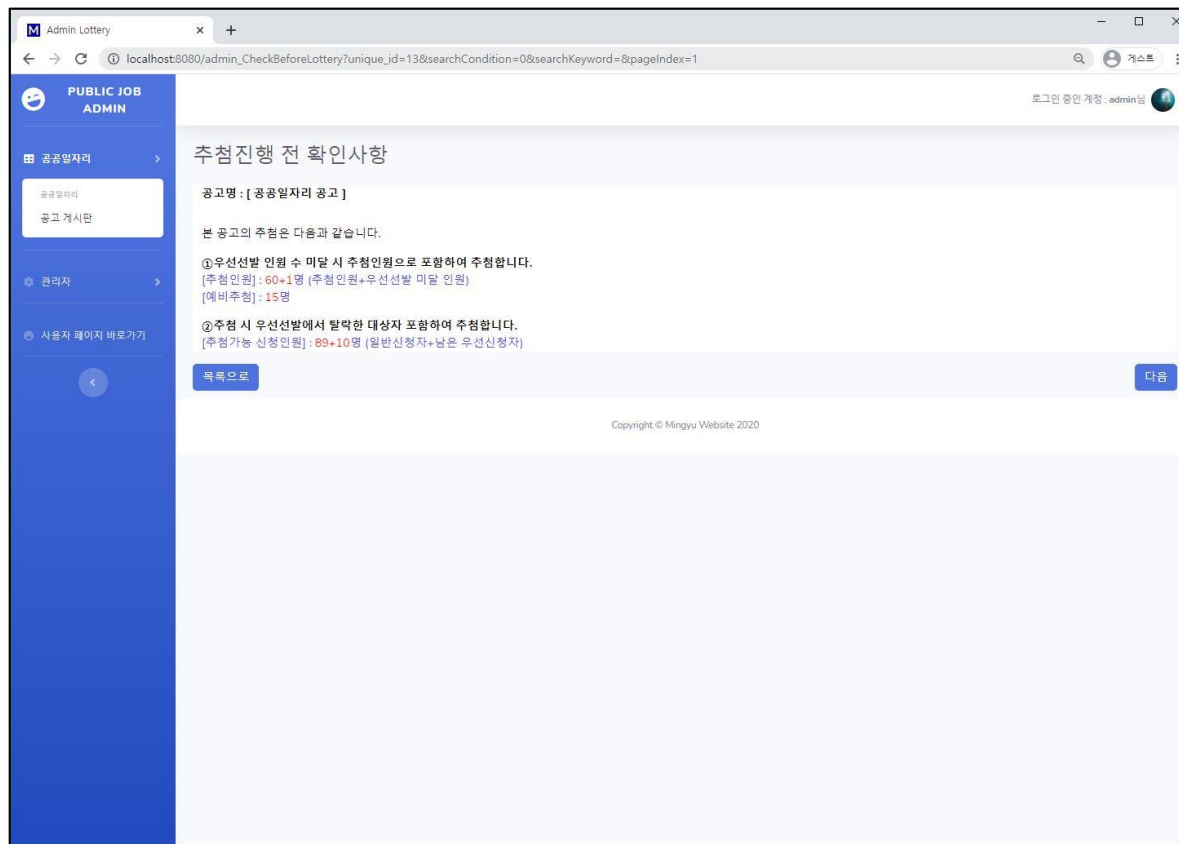 M Admin Lottery
localhost:8080/admin_CheckBeforeLottery?unique_id=13&searchCondition=0&searchKeyword=&pageIndex=1
게스트
PUBLIC JOB
ADMIN
로그인 중인 계정 : admin님
공공일자리
공공일자리
공고 게시판
관리자
사용자 페이지 바로가기
추첨진행 전 확인사항
공고명 : [ 공공일자리 공고 ]
본 공고의 추첨은 다음과 같습니다.
①우선선발 인원 수 미달 시 추첨인원으로 포함하여 추첨합니다.
[추첨인원] : 60+1명 (추첨인원+우선선발 미달 인원)
[예비추첨] : 15명
②추첨 시 우선선발에서 탈락한 대상자 포함하여 추첨합니다.
[추첨가능 신청인원] : 89+10명 (일반신청자+남은 우선신청자)
목록으로
다음
Copyright © Mingyu Website 2020